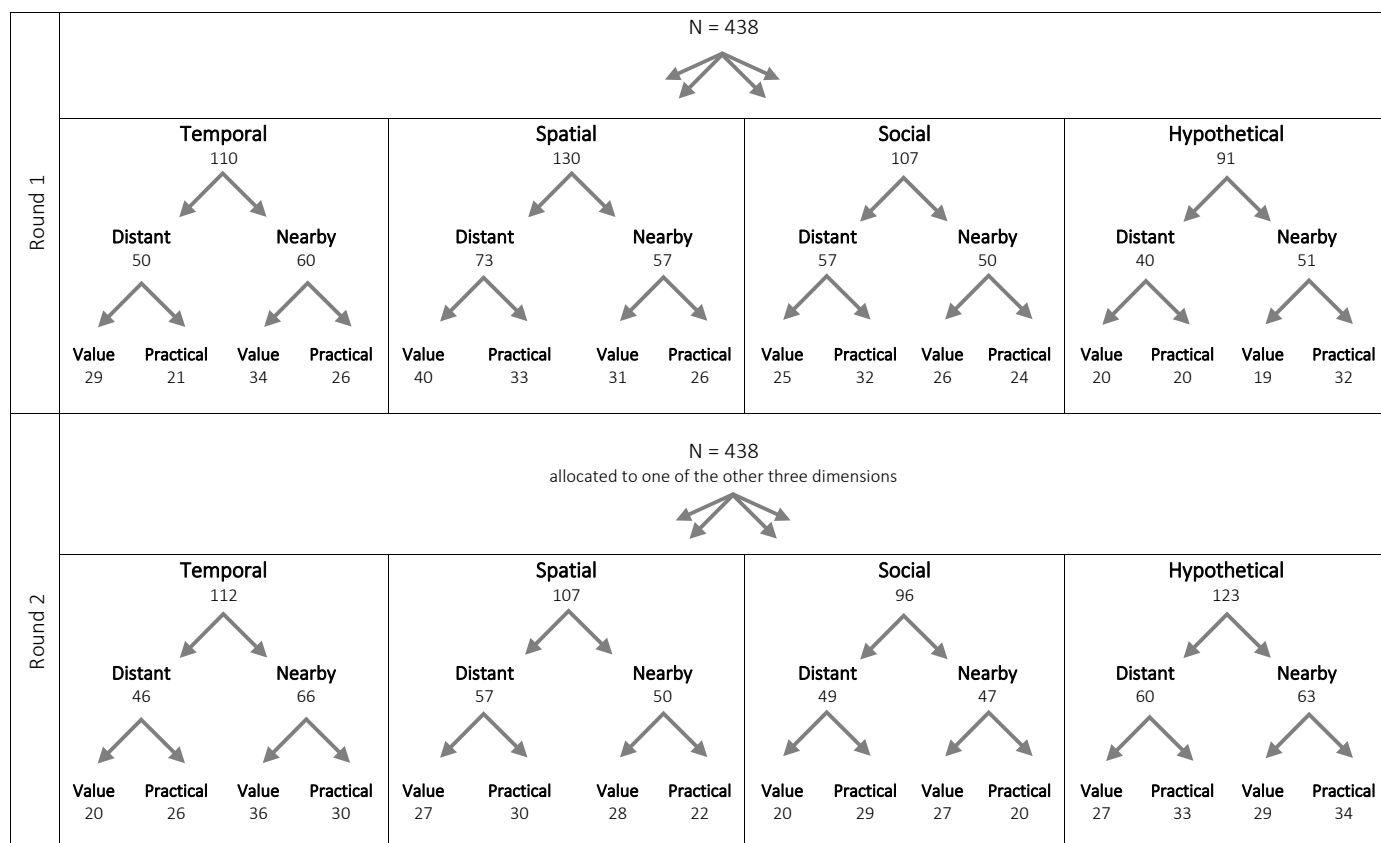 Round 1
N = 438
Temporal Spatial Social Hypothetical
110 130 107 91
Distant Nearby Distant Nearby Distant Nearby Distant Nearby
50 60 73 57 57 50 40 51
Value Practical Value Practical Value Practical Value Practical Value Practical Value Practical Value Practical Value Practical
29 21 34 26 40 33 31 26 25 32 26 24 20 20 19 32
Round 2
N = 438
allocated to one of the other three dimensions
Temporal Spatial Social Hypothetical
112 107 96 123
Distant Nearby Distant Nearby Distant Nearby Distant Nearby
46 66 57 50 49 47 60 63
Value Practical Value Practical Value Practical Value Practical Value Practical Value Practical Value Practical Value Practical
20 26 36 30 27 30 28 22 20 29 27 20 27 33 29 34